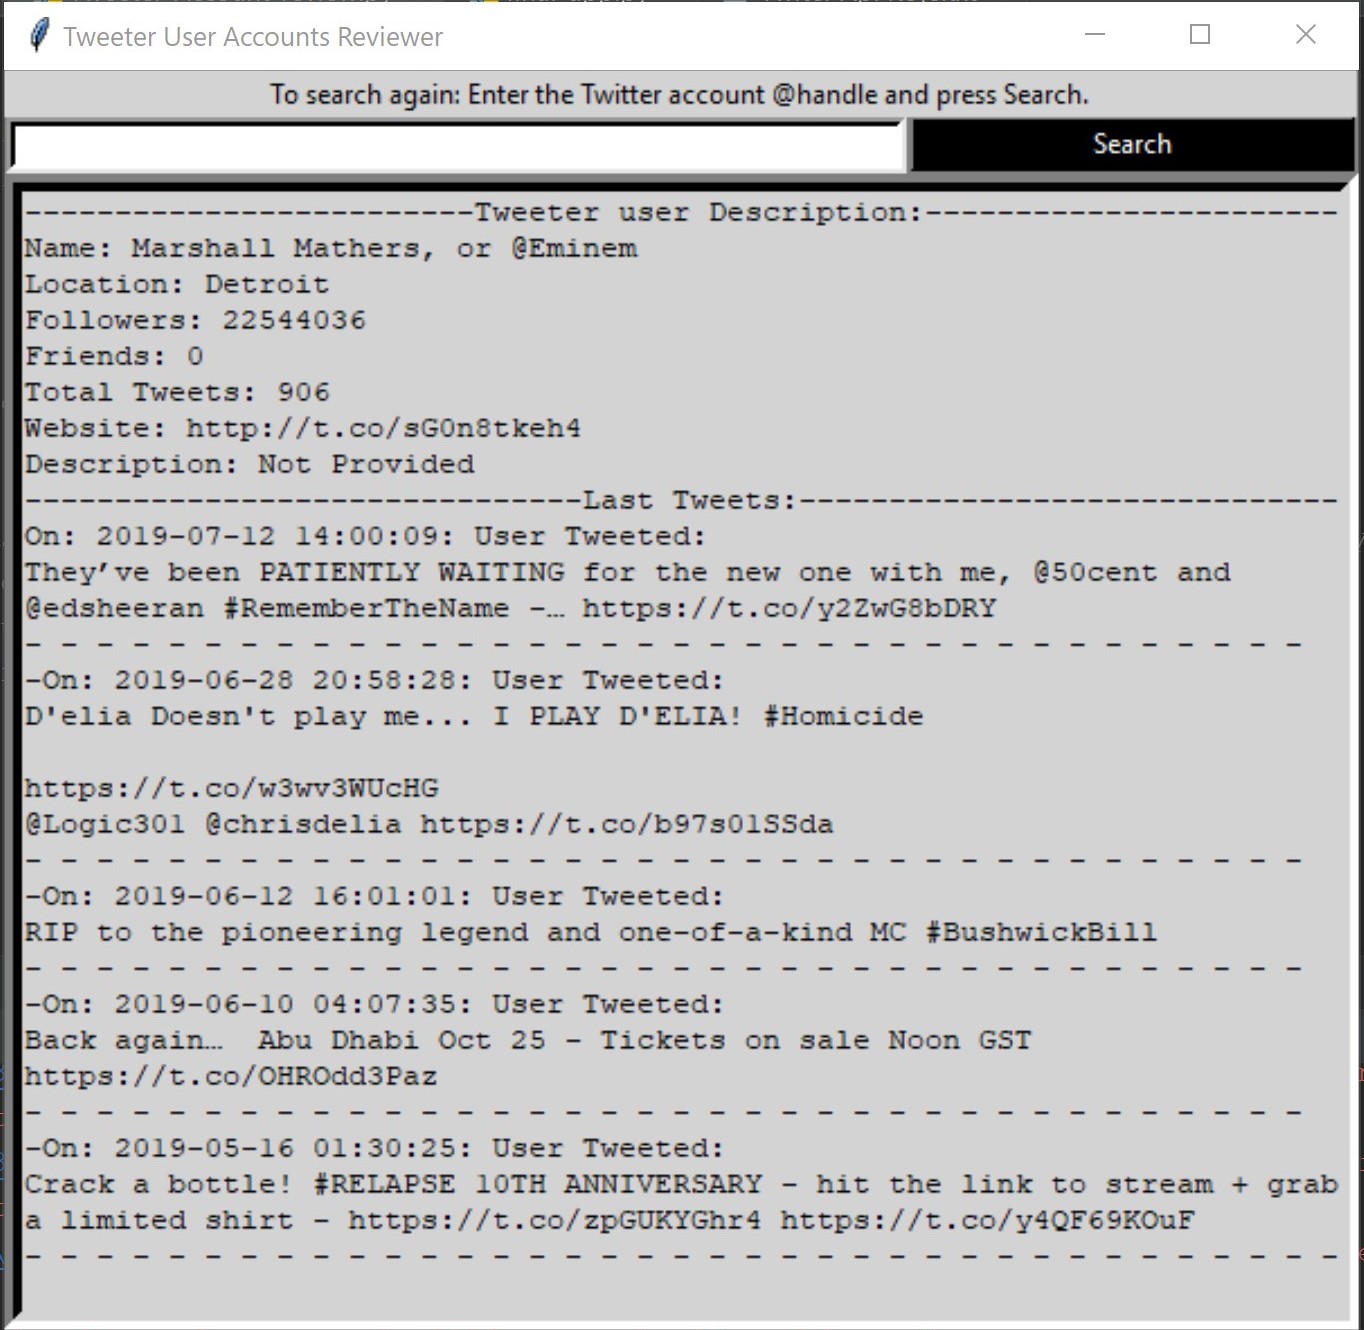 Tweeter User Accounts Reviewer
To search again: Enter the Twitter account @handle and press Search.
Search
-------------------------Tweeter user Description:-----------------------
Name: Marshall Mathers, or @Eminem
Location: Detroit
Followers: 22544036
Friends: 0
Total Tweets: 906
Website: http://t.co/sG0n8tkeh4
Description: Not Provided
-------------------------------Last Tweets:------------------------------
On: 2019-07-12 14:00:09: User Tweeted:
They’ve been PATIENTLY WAITING for the new one with me, @50cent and
@edsheeran #RememberTheName -… https://t.co/y2ZwG8bDRY
- - - - - - - - - - - - - - - - - - - - - - - - - - - - - - - - - - - -
-On: 2019-06-28 20:58:28: User Tweeted:
D'elia Doesn't play me... I PLAY D'ELIA! #Homicide
https://t.co/w3wv3WUcHG
@Logic301 @chrisdelia https://t.co/b97s01SSda
- - - - - - - - - - - - - - - - - - - - - - - - - - - - - - - - - - - -
-On: 2019-06-12 16:01:01: User Tweeted:
RIP to the pioneering legend and one-of-a-kind MC #BushwickBill
- - - - - - - - - - - - - - - - - - - - - - - - - - - - - - - - - - - -
-On: 2019-06-10 04:07:35: User Tweeted:
Back again…  Abu Dhabi Oct 25 - Tickets on sale Noon GST
https://t.co/OHROdd3Paz
- - - - - - - - - - - - - - - - - - - - - - - - - - - - - - - - - - - -
-On: 2019-05-16 01:30:25: User Tweeted:
Crack a bottle! #RELAPSE 10TH ANNIVERSARY - hit the link to stream + grab
a limited shirt - https://t.co/zpGUKYGhr4 https://t.co/y4QF69KOuF
- - - - - - - - - - - - - - - - - - - - - - - - - - - - - - - - - - - - -